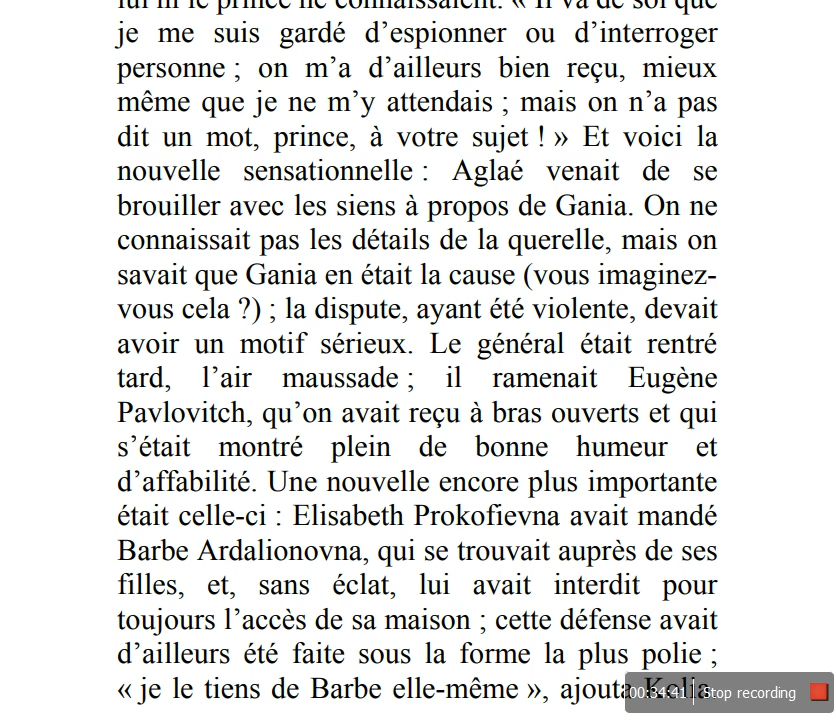 lui ni le prince ne connaissaient. « Il va de soi que
je me suis gardé d’espionner ou d’interroger
personne ; on m’a d’ailleurs bien reçu, mieux
même que je ne m’y attendais ; mais on n’a pas
dit un mot, prince, à votre sujet ! » Et voici la
nouvelle sensationnelle : Aglaé venait de se
brouiller avec les siens à propos de Gania. On ne
connaissait pas les détails de la querelle, mais on
savait que Gania en était la cause (vous imaginez-
vous cela ?) ; la dispute, ayant été violente, devait
avoir un motif sérieux. Le général était rentré
tard, l’air maussade ; il ramenait Eugène
Pavlovitch, qu’on avait reçu à bras ouverts et qui
s’était montré plein de bonne humeur et
d’affabilité. Une nouvelle encore plus importante
était celle-ci : Elisabeth Prokofievna avait mandé
Barbe Ardalionovna, qui se trouvait auprès de ses
filles, et, sans éclat, lui avait interdit pour
toujours l’accès de sa maison ; cette défense avait
d’ailleurs été faite sous la forme la plus polie ;
« je le tiens de Barbe elle-même », ajouta Kolia.
00:34:41 Stop recording